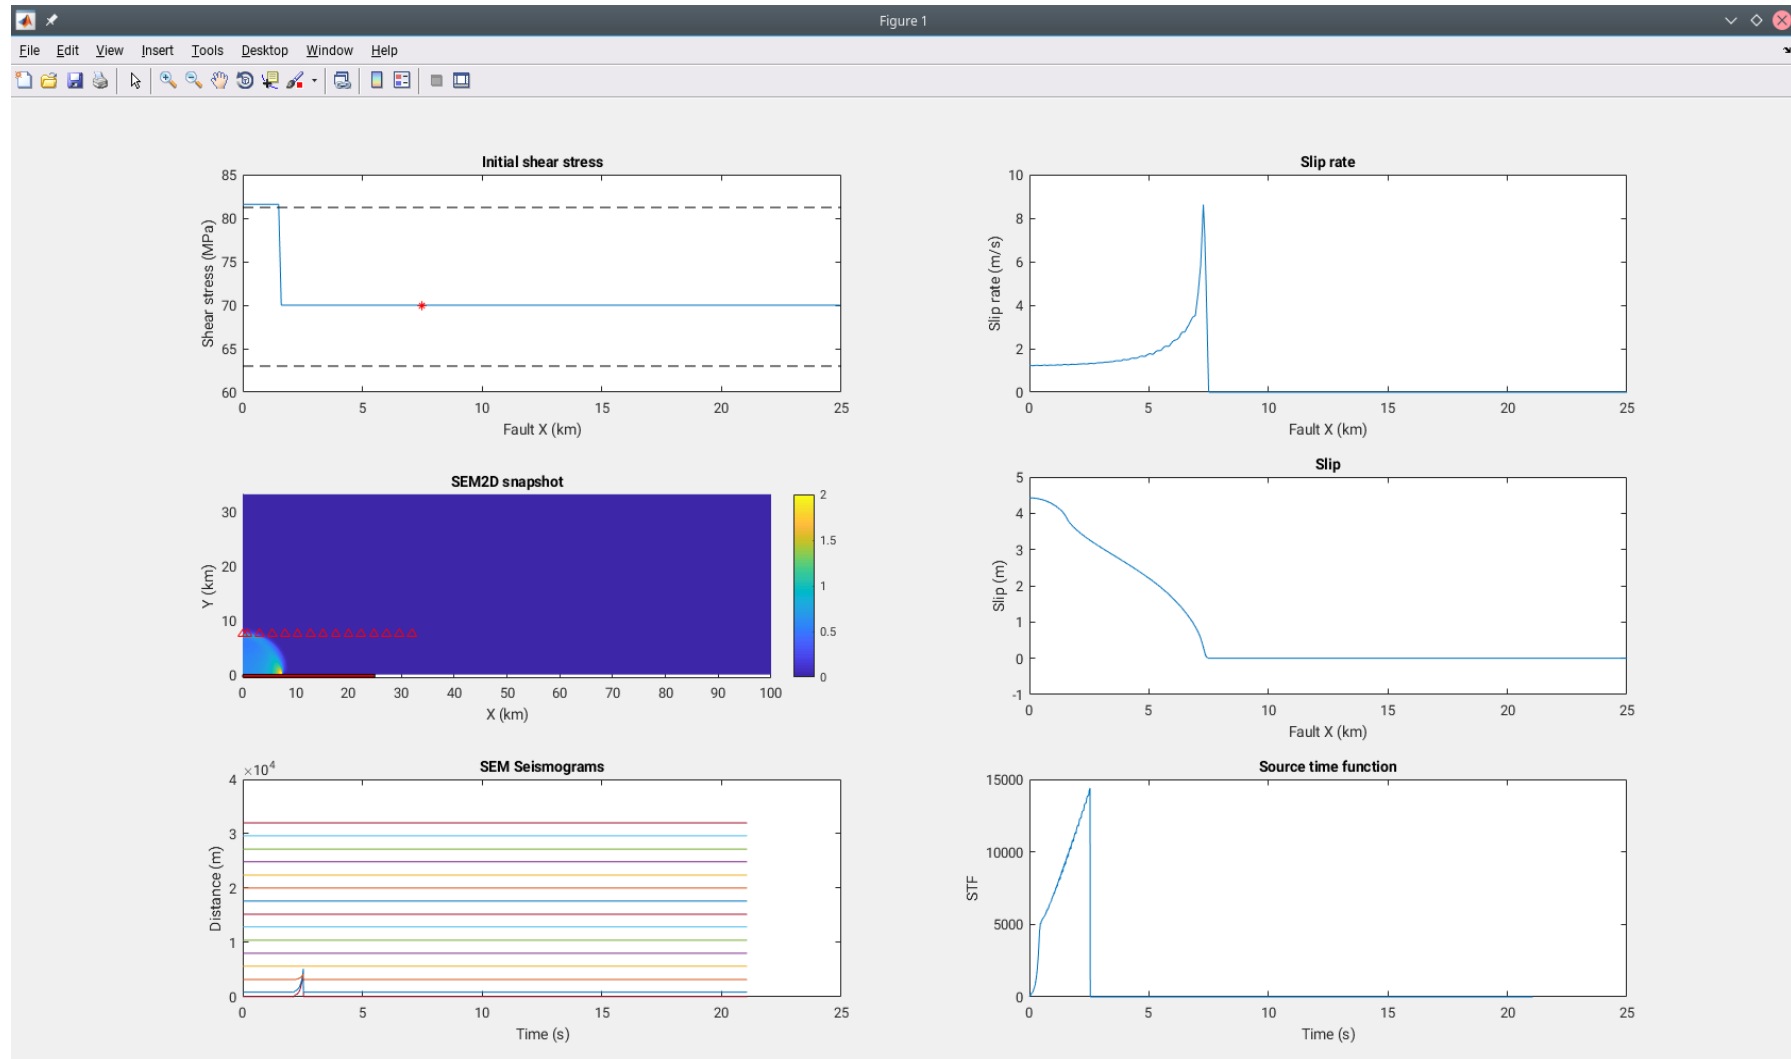 Figure 1
File Edit View Insert Tools Desktop Window Help
Initial shear stress
85
80
75
70
65
60
Shear stress (MPa)
0 5 10 15 20 25
Fault X (km)
Slip rate
10
8
6
4
2
0
Slip rate (m/s)
0 5 10 15 20 25
Fault X (km)
SEM2D snapshot
30
20
10
0
Y (km)
0 10 20 30 40 50 60 70 80 90 100
X (km)
2
1.5
1
0.5
0
Slip
5
4
3
2
1
0
-1
Slip (m)
0 5 10 15 20 25
Fault X (km)
SEM Seismograms
×10⁴
4
3
2
1
0
Distance (m)
0 5 10 15 20 25
Time (s)
Source time function
15000
10000
5000
0
STF
0 5 10 15 20 25
Time (s)